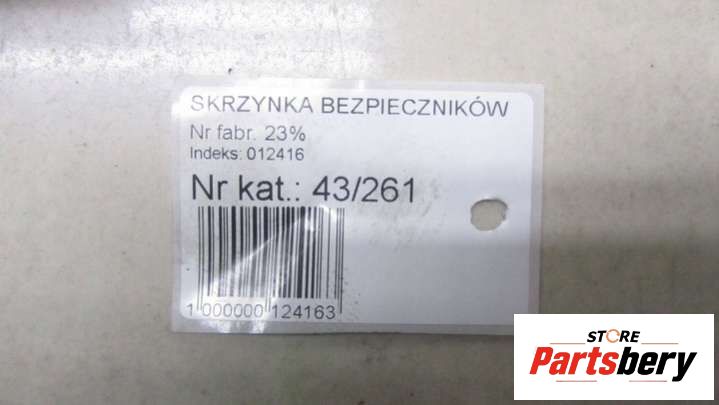 SKRZYNKA BEZPIECZNIKÓW
Nr fabr. 23%
Indeks: 012416
Nr kat.: 43/261
1 000000 124163
STORE
Partsbery